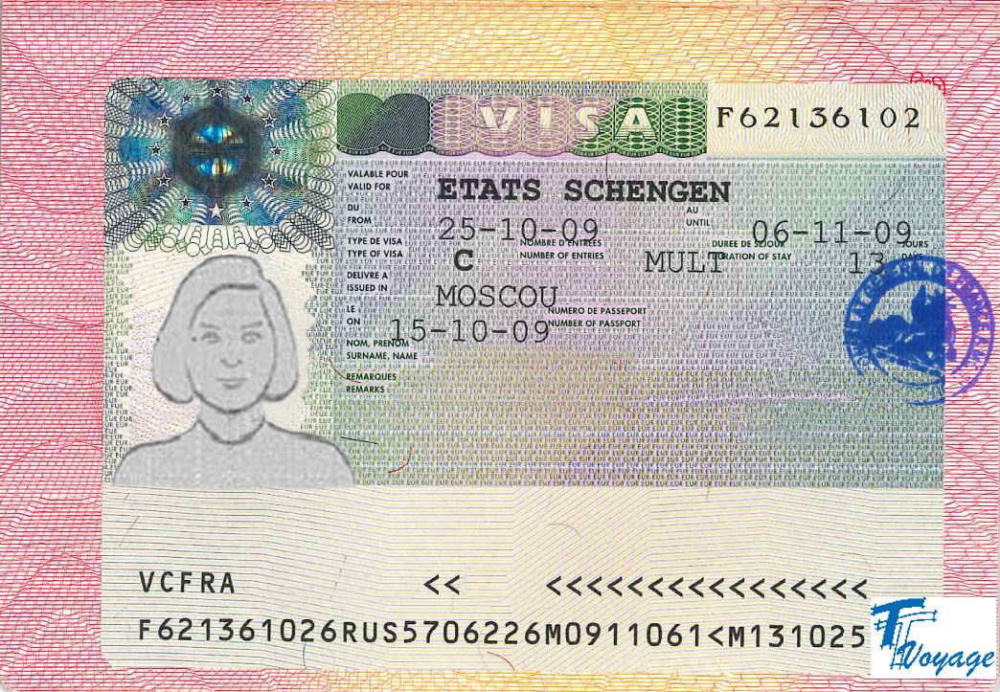 VISA F62136102
VALABLE POUR
VALID FOR
ETATS SCHENGEN
DU
FROM
25-10-09
AU
UNTIL
06-11-09
TYPE DE VISA
TYPE OF VISA
C
NOMBRE D'ENTRÉES
NUMBER OF ENTRIES
MULT
DURÉE DE SÉJOUR
DURATION OF STAY
13
JOURS
DAYS
DELIVRE A
ISSUED IN
MOSCOU
LE
ON
15-10-09
NUMERO DE PASSEPORT
NUMBER OF PASSPORT
NOM, PRENOM
SURNAME, NAME
REMARQUES
REMARKS
VCFRA << <<<<<<<<<<<<<<<<
F621361026RUS5706226M0911061<M131025
TT Voyage